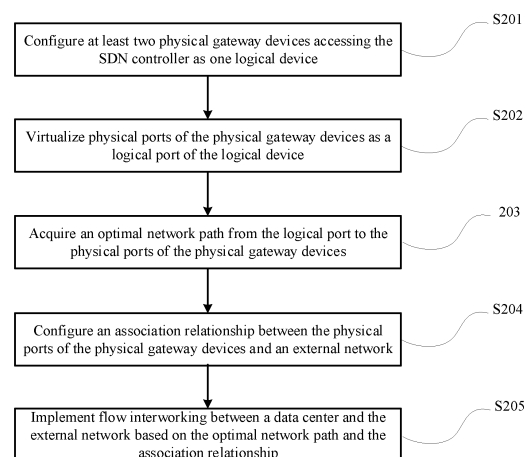 S201
Configure at least two physical gateway devices accessing the
SDN controller as one logical device
S202
Virtualize physical ports of the physical gateway devices as a
logical port of the logical device
203
Acquire an optimal network path from the logical port to the
physical ports of the physical gateway devices
S204
Configure an association relationship between the physical
ports of the physical gateway devices and an external network
S205
Implement flow interworking between a data center and the
external network based on the optimal network path and the
association relationship